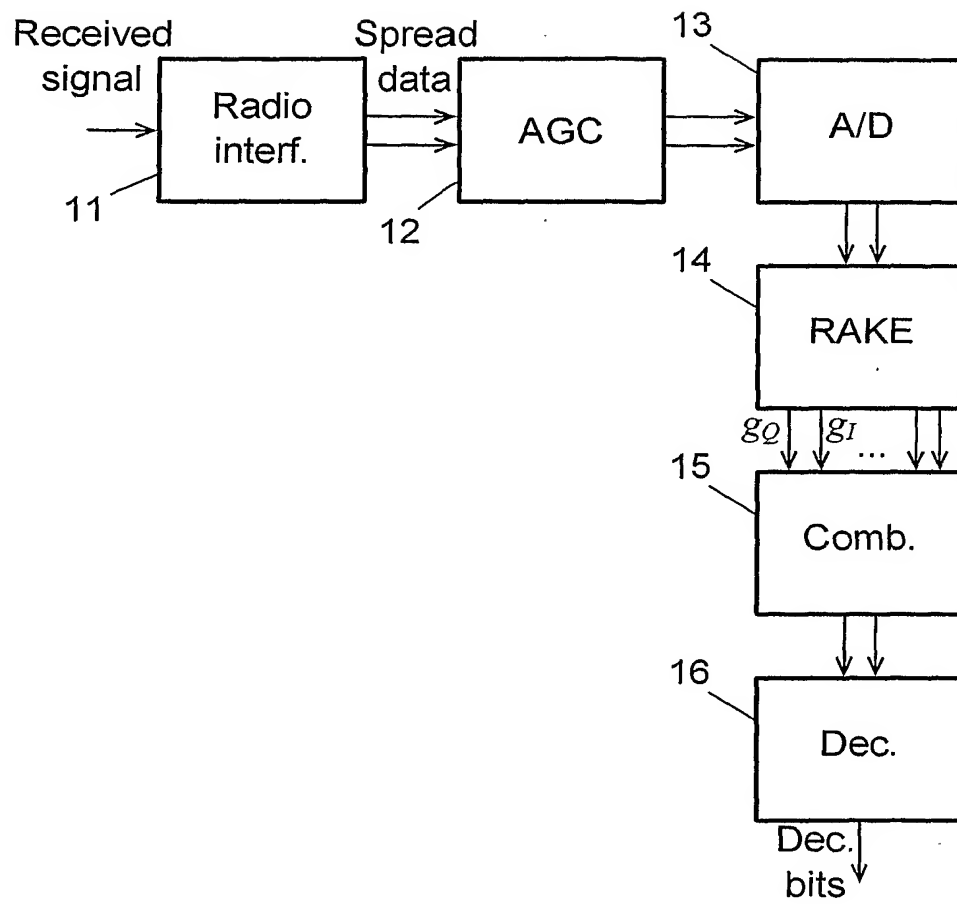 Received
signal
Spread
data
13
Radio
interf.
AGC
A/D
11
12
14
RAKE
gQ gI ...
15
Comb.
16
Dec.
Dec.
bits